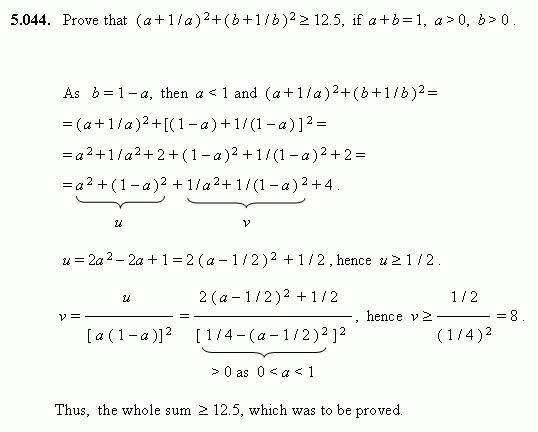 5.044. Prove that (a+1/a)²+(b+1/b)² ≥ 12.5, if a+b=1, a>0, b>0.
As b=1−a, then a<1 and (a+1/a)²+(b+1/b)²=
=(a+1/a)²+[(1−a)+1/(1−a)]²=
=a²+1/a²+2+(1−a)²+1/(1−a)²+2=
=a²+(1−a)²+1/a²+1/(1−a)²+4.
u v
u=2a²−2a+1=2(a−1/2)²+1/2, hence u≥1/2.
u 2(a−1/2)²+1/2 1/2
v= = , hence v≥ =8.
[a(1−a)]² [1/4−(a−1/2)²]² (1/4)²
>0 as 0<a<1
Thus, the whole sum ≥ 12.5, which was to be proved.